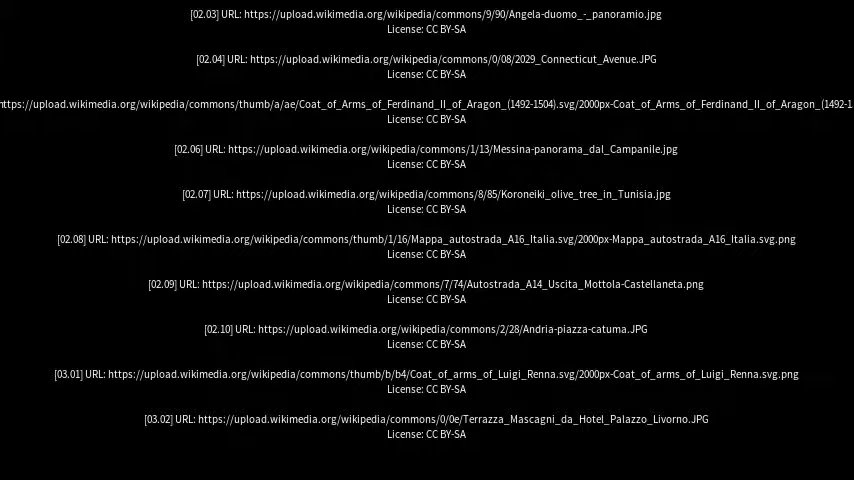 [02.03] URL: https://upload.wikimedia.org/wikipedia/commons/9/90/Angela-duomo_-_panoramio.jpg
License: CC BY-SA
[02.04] URL: https://upload.wikimedia.org/wikipedia/commons/0/08/2029_Connecticut_Avenue.JPG
License: CC BY-SA
https://upload.wikimedia.org/wikipedia/commons/thumb/a/ae/Coat_of_Arms_of_Ferdinand_II_of_Aragon_(1492-1504).svg/2000px-Coat_of_Arms_of_Ferdinand_II_of_Aragon_(1492-1
License: CC BY-SA
[02.06] URL: https://upload.wikimedia.org/wikipedia/commons/1/13/Messina-panorama_dal_Campanile.jpg
License: CC BY-SA
[02.07] URL: https://upload.wikimedia.org/wikipedia/commons/8/85/Koroneiki_olive_tree_in_Tunisia.jpg
License: CC BY-SA
[02.08] URL: https://upload.wikimedia.org/wikipedia/commons/thumb/1/16/Mappa_autostrada_A16_Italia.svg/2000px-Mappa_autostrada_A16_Italia.svg.png
License: CC BY-SA
[02.09] URL: https://upload.wikimedia.org/wikipedia/commons/7/74/Autostrada_A14_Uscita_Mottola-Castellaneta.png
License: CC BY-SA
[02.10] URL: https://upload.wikimedia.org/wikipedia/commons/2/28/Andria-piazza-catuma.JPG
License: CC BY-SA
[03.01] URL: https://upload.wikimedia.org/wikipedia/commons/thumb/b/b4/Coat_of_arms_of_Luigi_Renna.svg/2000px-Coat_of_arms_of_Luigi_Renna.svg.png
License: CC BY-SA
[03.02] URL: https://upload.wikimedia.org/wikipedia/commons/0/0e/Terrazza_Mascagni_da_Hotel_Palazzo_Livorno.JPG
License: CC BY-SA